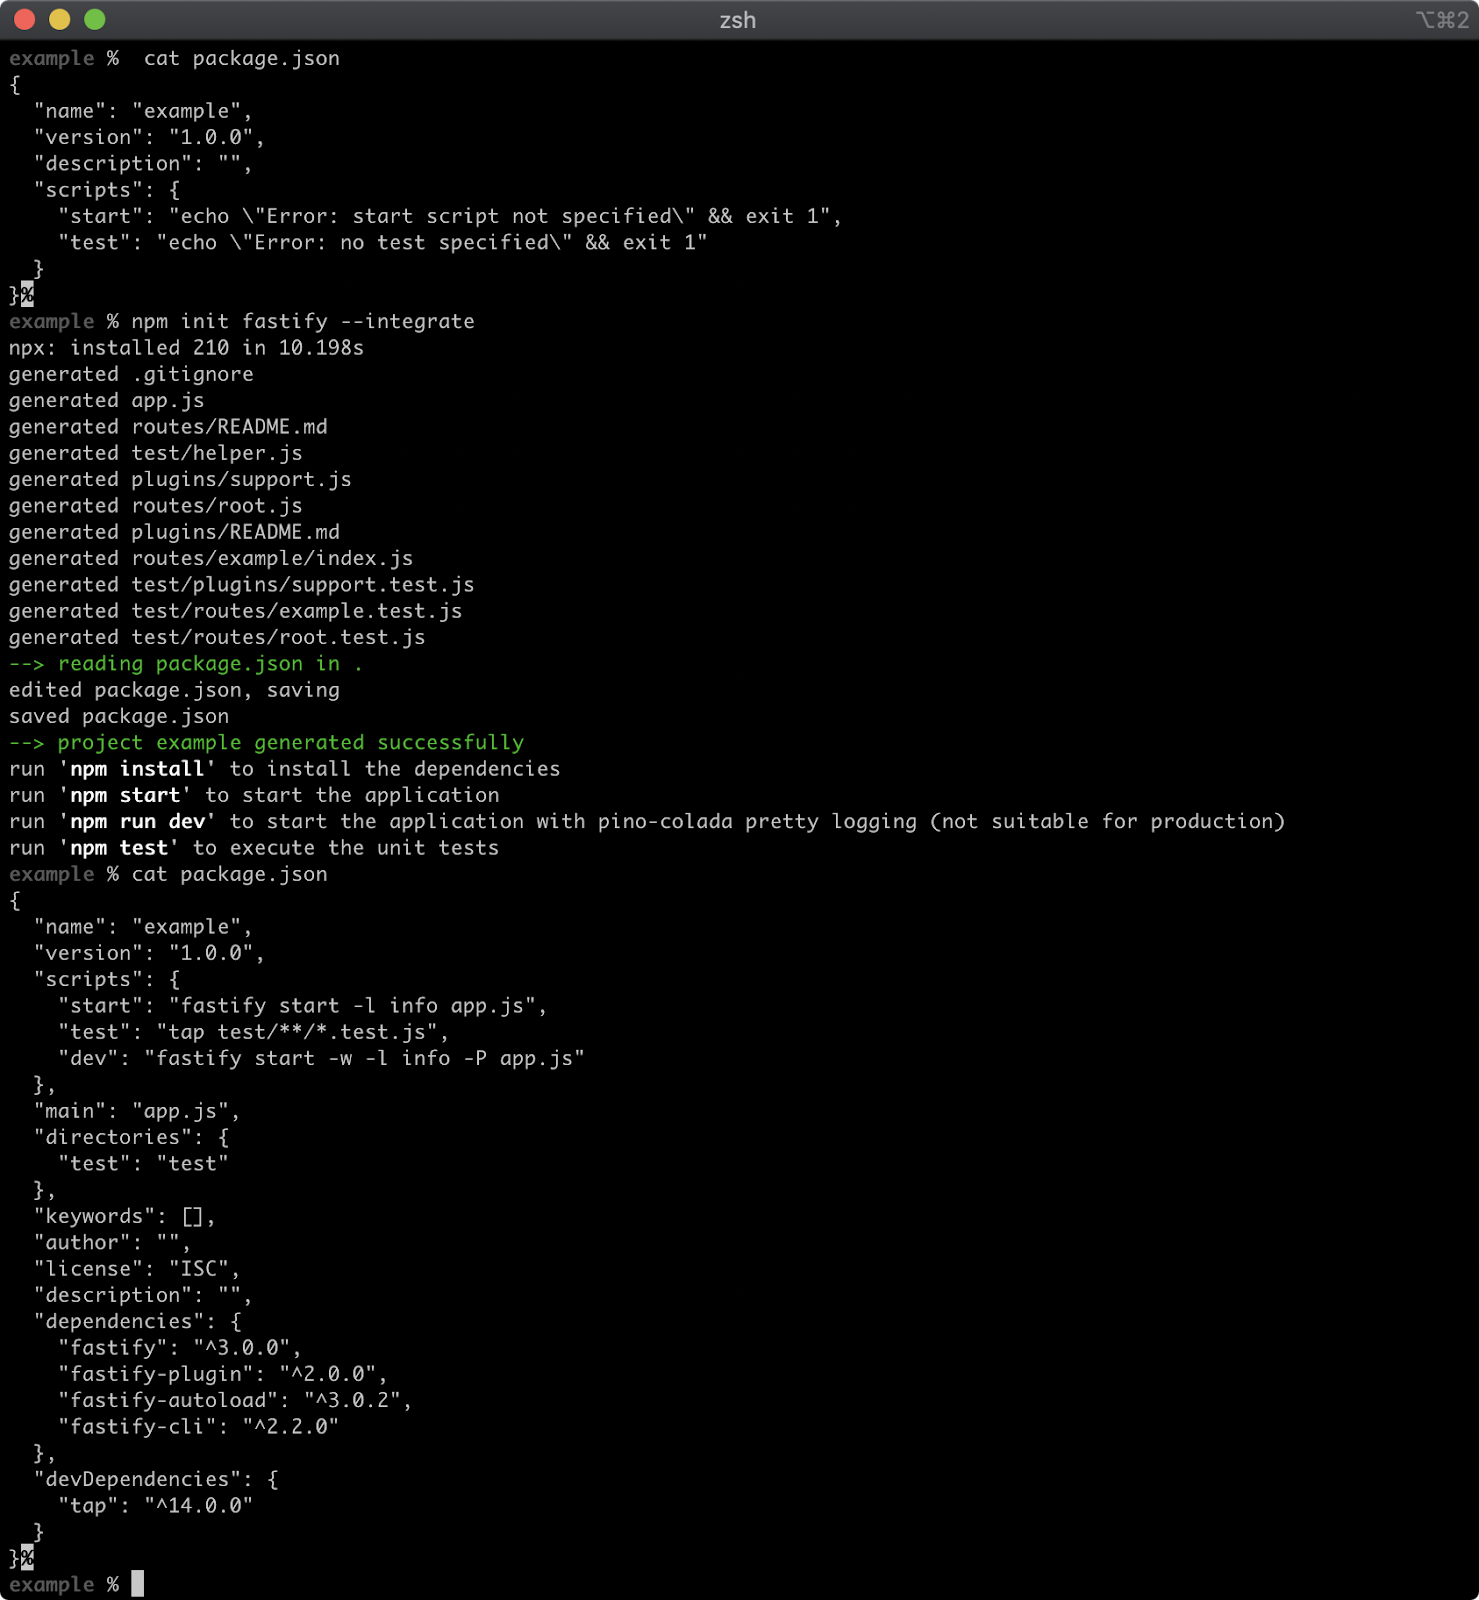 zsh
⌥⌘2
example %  cat package.json
{
  "name": "example",
  "version": "1.0.0",
  "description": "",
  "scripts": {
    "start": "echo \"Error: start script not specified\" && exit 1",
    "test": "echo \"Error: no test specified\" && exit 1"
  }
}%
example % npm init fastify --integrate
npx: installed 210 in 10.198s
generated .gitignore
generated app.js
generated routes/README.md
generated test/helper.js
generated plugins/support.js
generated routes/root.js
generated plugins/README.md
generated routes/example/index.js
generated test/plugins/support.test.js
generated test/routes/example.test.js
generated test/routes/root.test.js
--> reading package.json in .
edited package.json, saving
saved package.json
--> project example generated successfully
run 'npm install' to install the dependencies
run 'npm start' to start the application
run 'npm run dev' to start the application with pino-colada pretty logging (not suitable for production)
run 'npm test' to execute the unit tests
example % cat package.json
{
  "name": "example",
  "version": "1.0.0",
  "scripts": {
    "start": "fastify start -l info app.js",
    "test": "tap test/**/*.test.js",
    "dev": "fastify start -w -l info -P app.js"
  },
  "main": "app.js",
  "directories": {
    "test": "test"
  },
  "keywords": [],
  "author": "",
  "license": "ISC",
  "description": "",
  "dependencies": {
    "fastify": "^3.0.0",
    "fastify-plugin": "^2.0.0",
    "fastify-autoload": "^3.0.2",
    "fastify-cli": "^2.2.0"
  },
  "devDependencies": {
    "tap": "^14.0.0"
  }
}%
example %